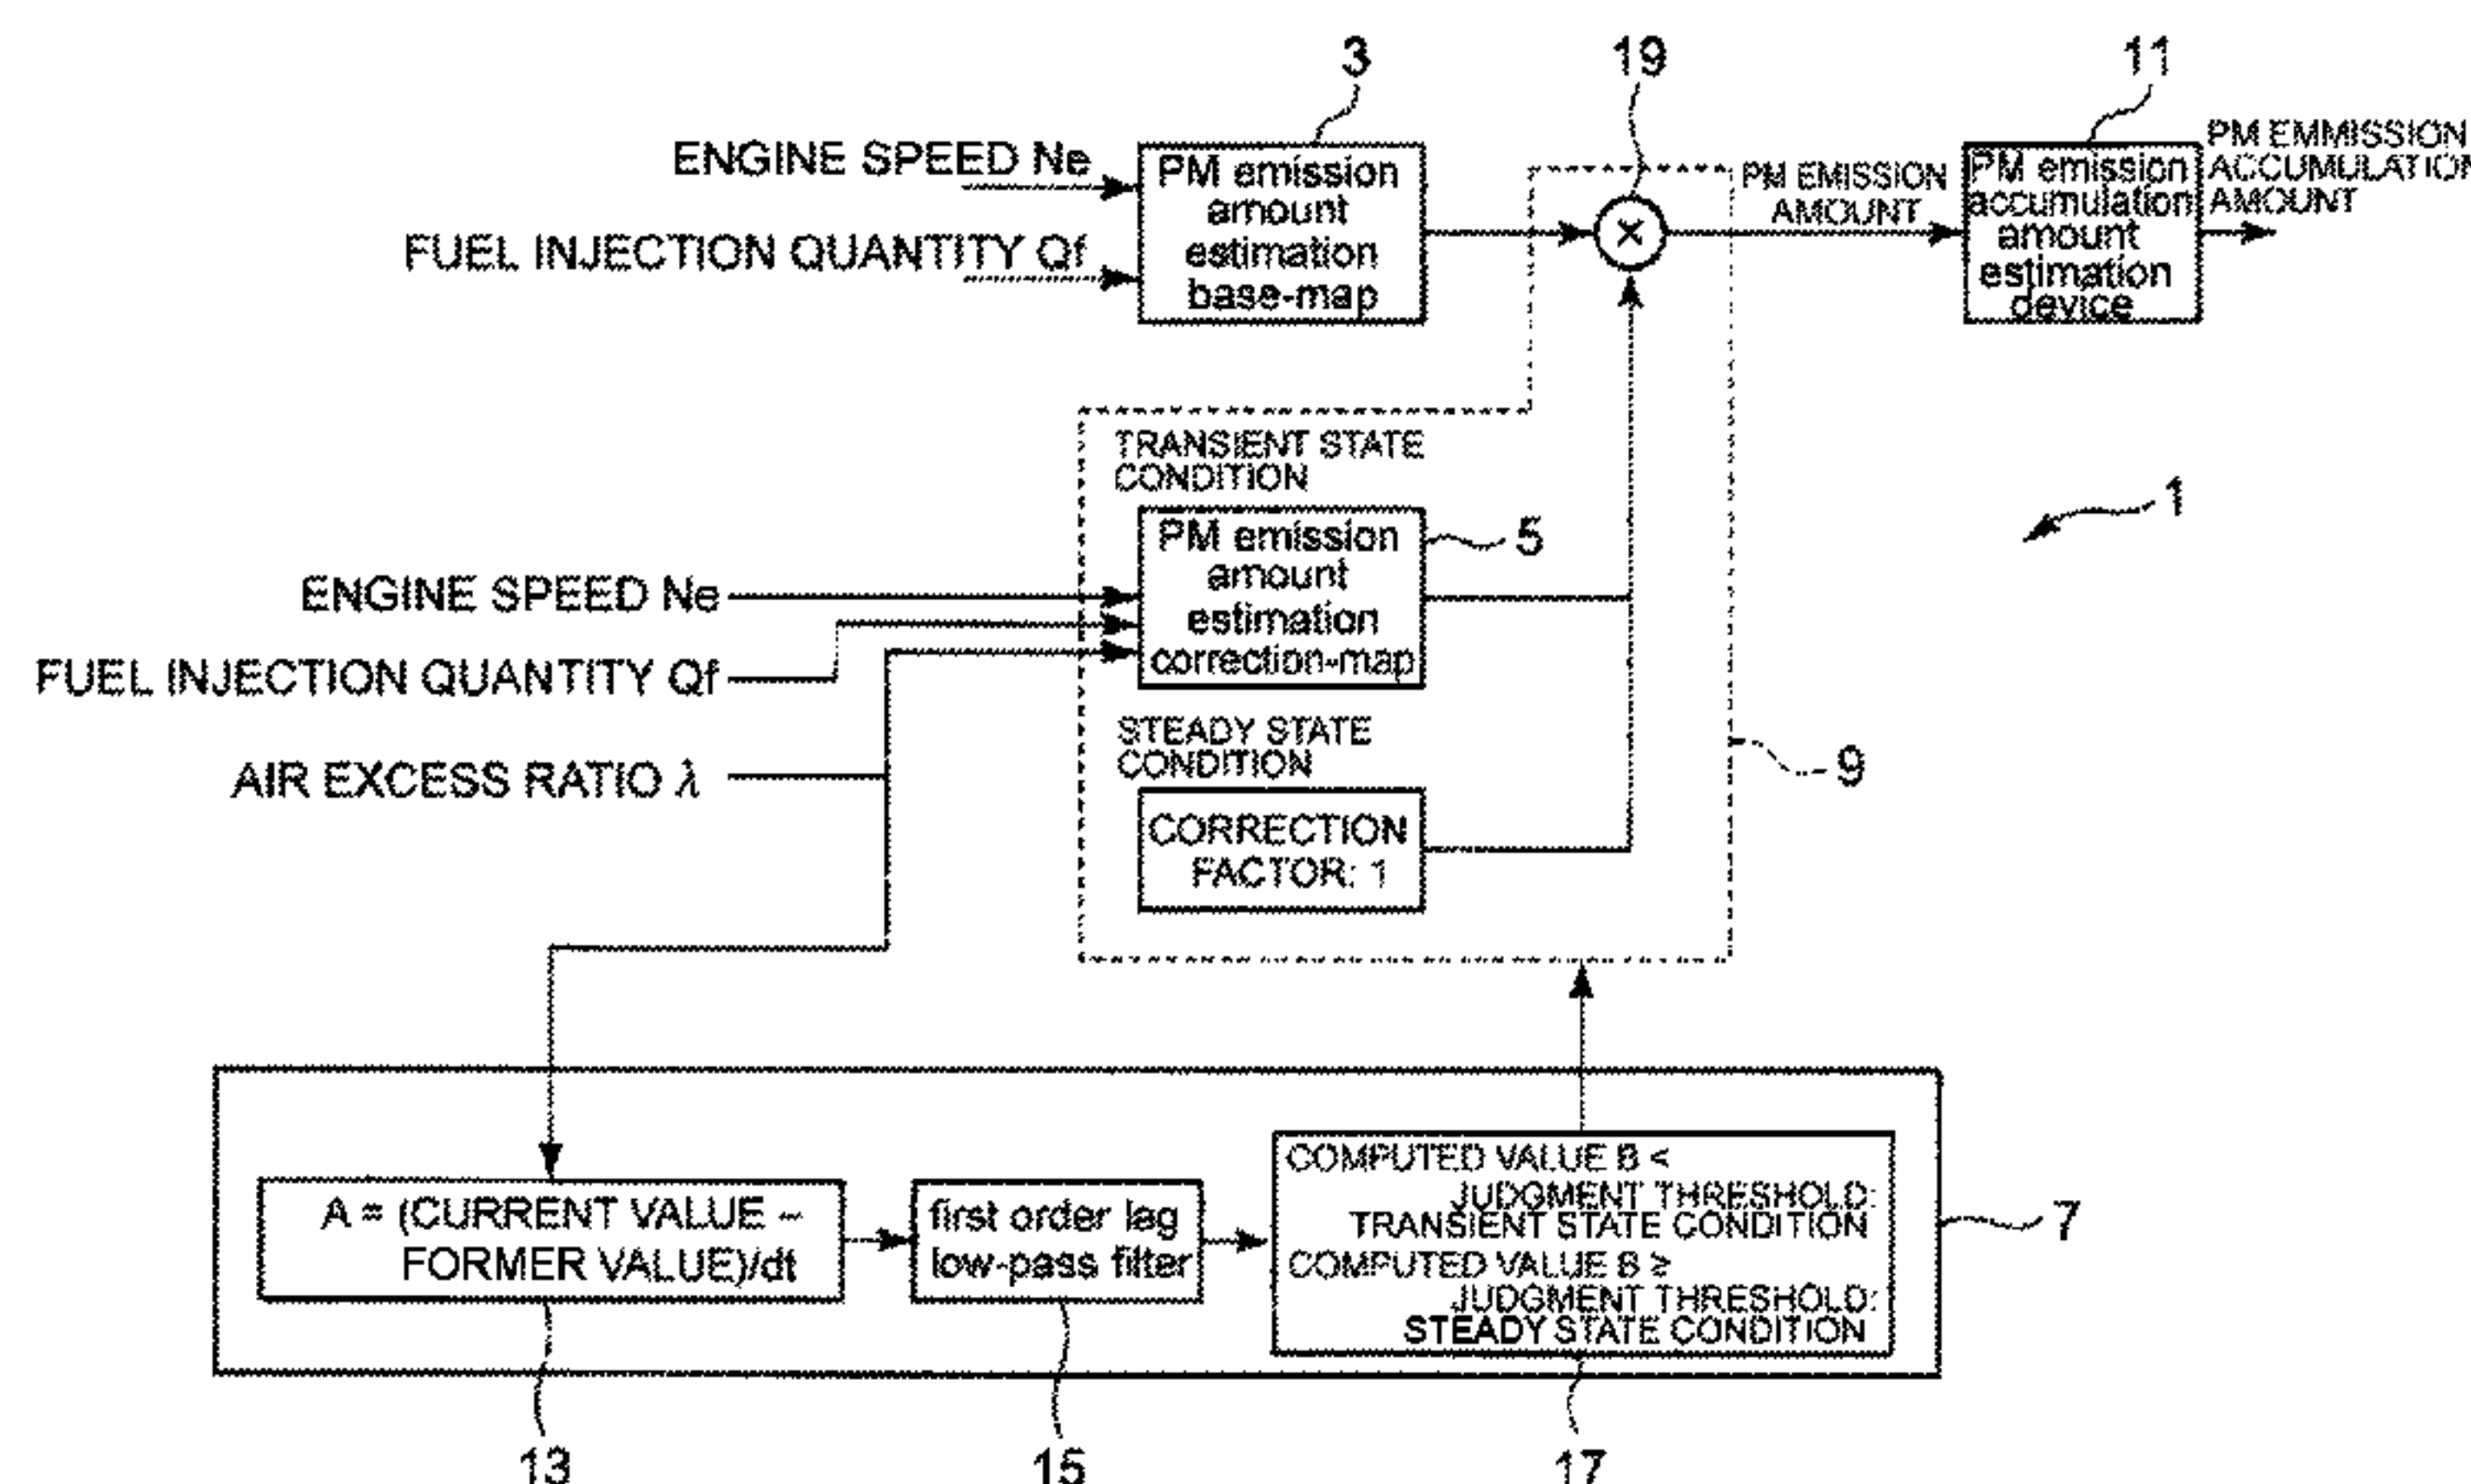 3
19
11
ENGINE SPEED Ne
FUEL INJECTION QUANTITY Qf
PM emission
amount
estimation
base-map
×
PM EMISSION
AMOUNT
PM emission
accumulation
amount
estimation
device
PM EMMISSION
ACCUMULATION
AMOUNT
1
TRANSIENT STATE
CONDITION
PM emission
amount
estimation
correction-map
5
ENGINE SPEED Ne
FUEL INJECTION QUANTITY Qf
AIR EXCESS RATIO λ
STEADY STATE
CONDITION
CORRECTION
FACTOR: 1
9
A = (CURRENT VALUE –
FORMER VALUE)/dt
first order lag
low-pass filter
COMPUTED VALUE B <
JUDGMENT THRESHOLD:
TRANSIENT STATE CONDITION
COMPUTED VALUE B ≥
JUDGMENT THRESHOLD:
STEADY STATE CONDITION
7
13
15
17